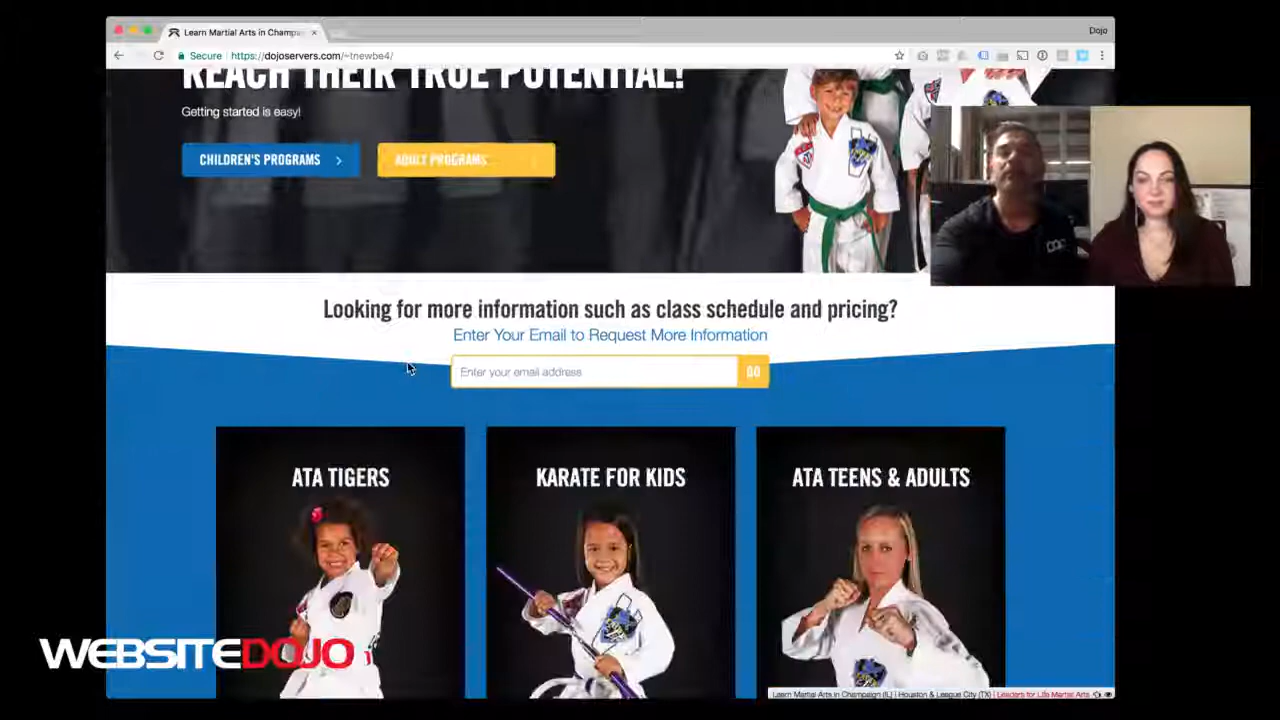 Learn Martial Arts in Champa
Dojo
Secure | https://dojoservers.com/~tnewbe4/
REACH THEIR TRUE POTENTIAL!
Getting started is easy!
CHILDREN'S PROGRAMS
ADULT PROGRAMS
Looking for more information such as class schedule and pricing?
Enter Your Email to Request More Information
Enter your email address
GO
ATA TIGERS
KARATE FOR KIDS
ATA TEENS & ADULTS
WEBSITEDOJO
Learn Martial Arts in Champaign (IL) | Houston & League City (TX) | Leaders for Life Martial Arts